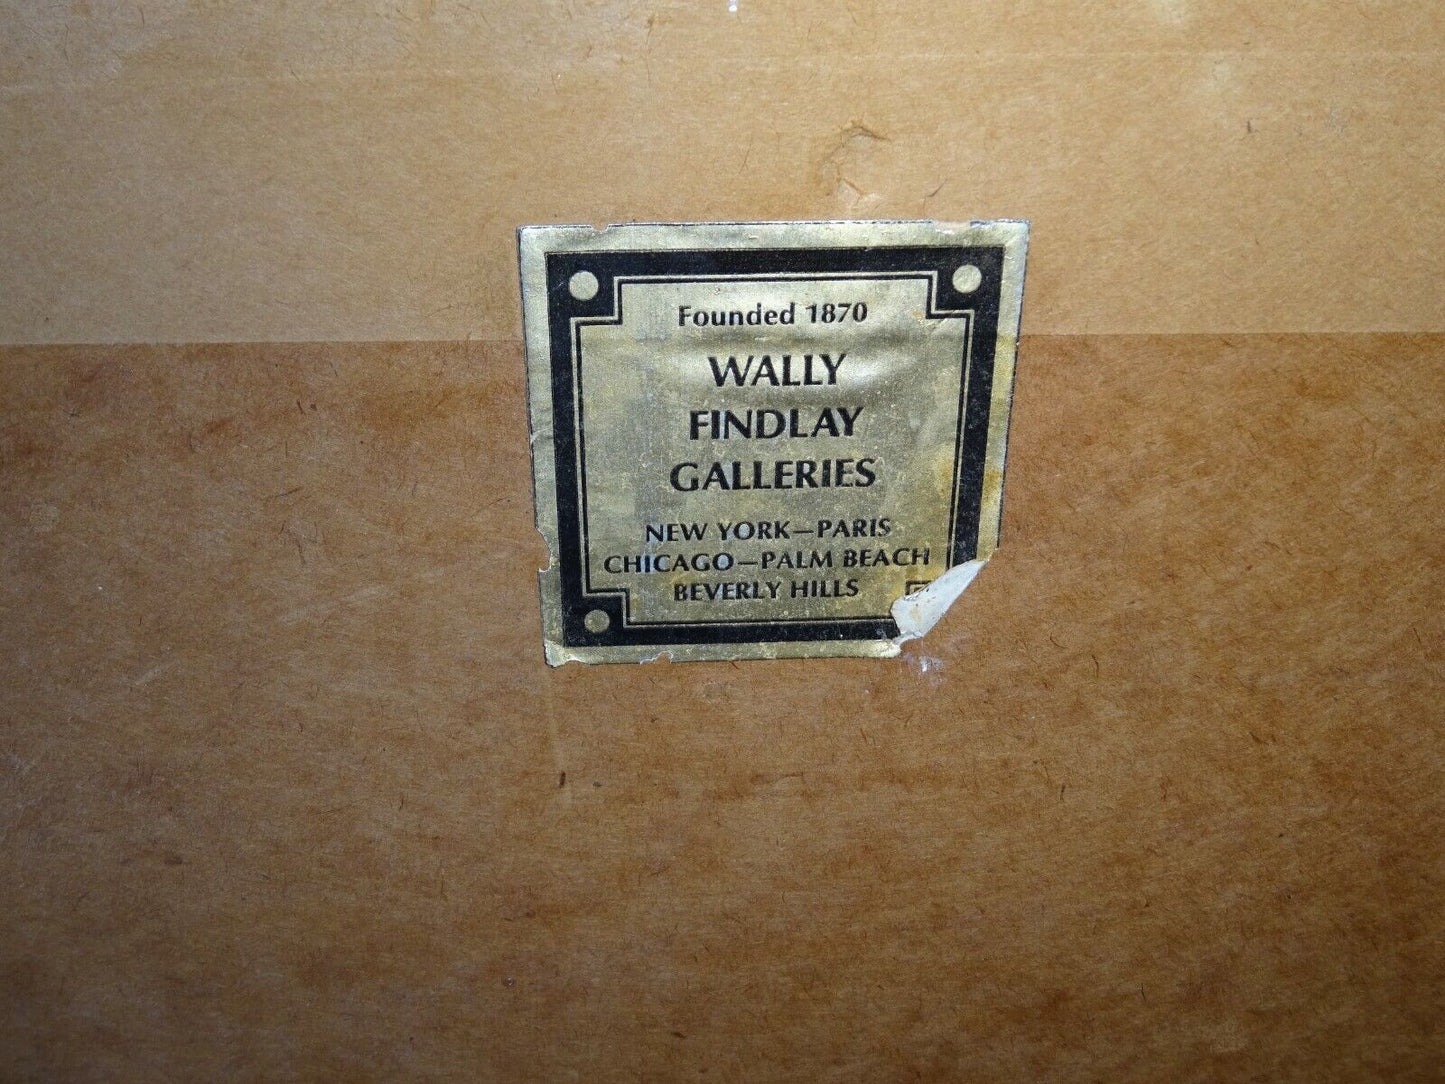 Founded 1870
WALLY
FINDLAY
GALLERIES
NEW YORK—PARIS
CHICAGO—PALM BEACH
BEVERLY HILLS